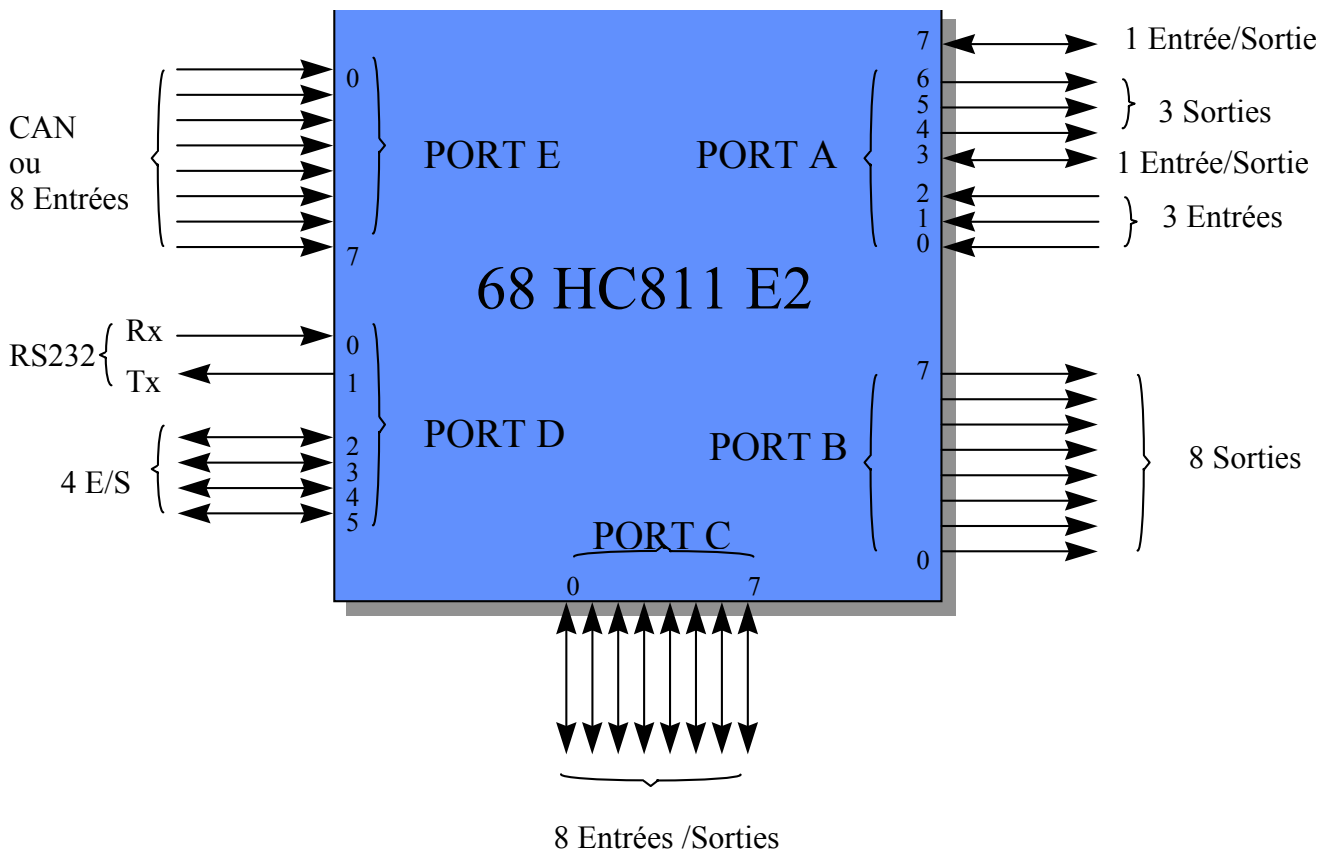 CAN
ou
8 Entrées
0
7
PORT E
RS232
Rx
Tx
0
1
4 E/S
2
3
4
5
PORT D
68 HC811 E2
PORT A
7
6
5
4
3
2
1
0
1 Entrée/Sortie
3 Sorties
1 Entrée/Sortie
3 Entrées
PORT B
7
0
8 Sorties
PORT C
0 7
8 Entrées /Sorties